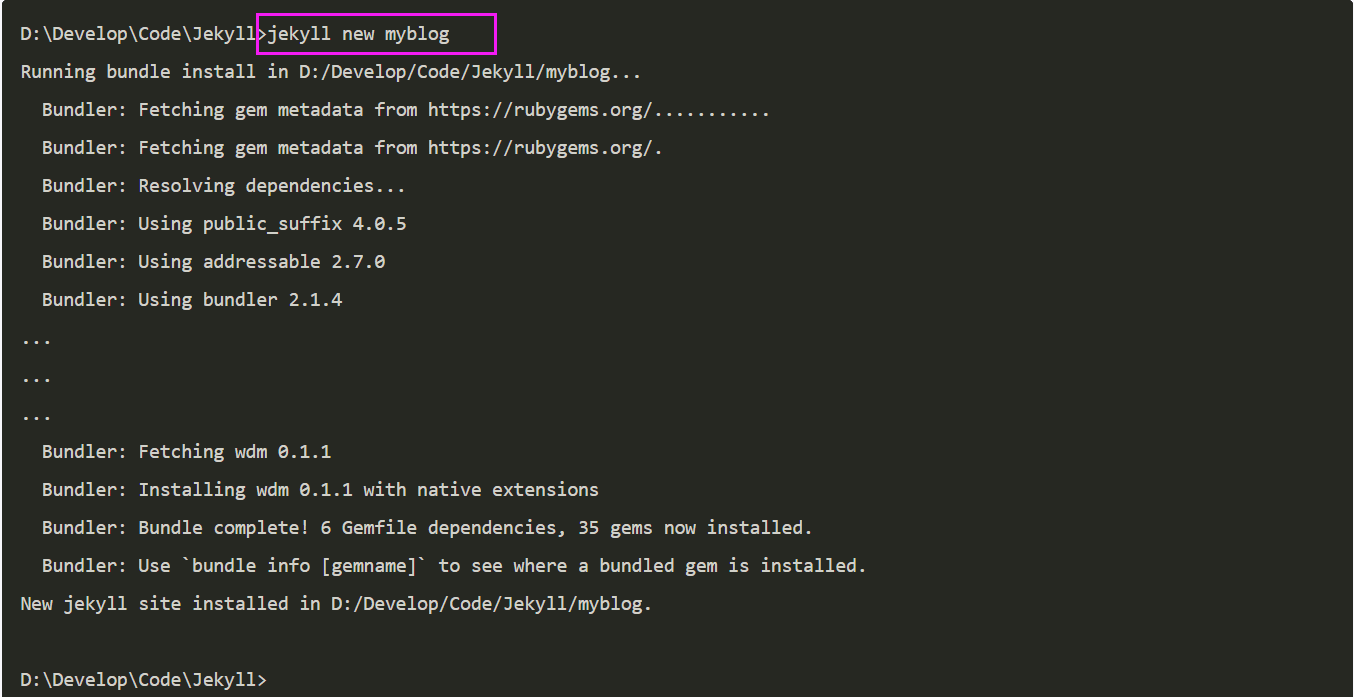 D:\Develop\Code\Jekyll>jekyll new myblog
Running bundle install in D:/Develop/Code/Jekyll/myblog...
  Bundler: Fetching gem metadata from https://rubygems.org/...........
  Bundler: Fetching gem metadata from https://rubygems.org/.
  Bundler: Resolving dependencies...
  Bundler: Using public_suffix 4.0.5
  Bundler: Using addressable 2.7.0
  Bundler: Using bundler 2.1.4
...
...
...
  Bundler: Fetching wdm 0.1.1
  Bundler: Installing wdm 0.1.1 with native extensions
  Bundler: Bundle complete! 6 Gemfile dependencies, 35 gems now installed.
  Bundler: Use `bundle info [gemname]` to see where a bundled gem is installed.
New jekyll site installed in D:/Develop/Code/Jekyll/myblog.
D:\Develop\Code\Jekyll>